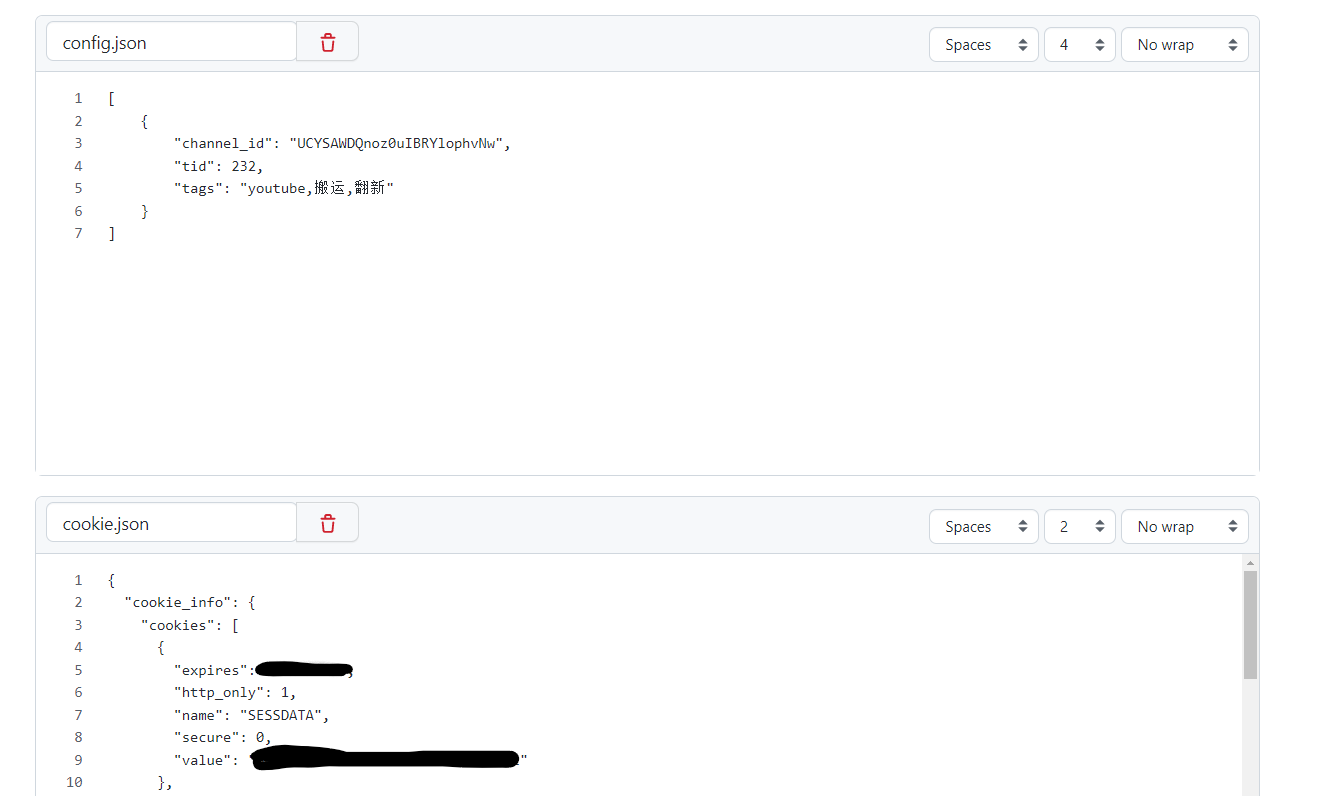 config.json
Spaces
4
No wrap
1 [
2 {
3 "channel_id": "UCYSAWDQnoz0uIBRYlophvNw",
4 "tid": 232,
5 "tags": "youtube,搬运,翻新"
6 }
7 ]
cookie.json
Spaces
2
No wrap
1 {
2 "cookie_info": {
3 "cookies": [
4 {
5 "expires": ,
6 "http_only": 1,
7 "name": "SESSDATA",
8 "secure": 0,
9 "value": "
10 },